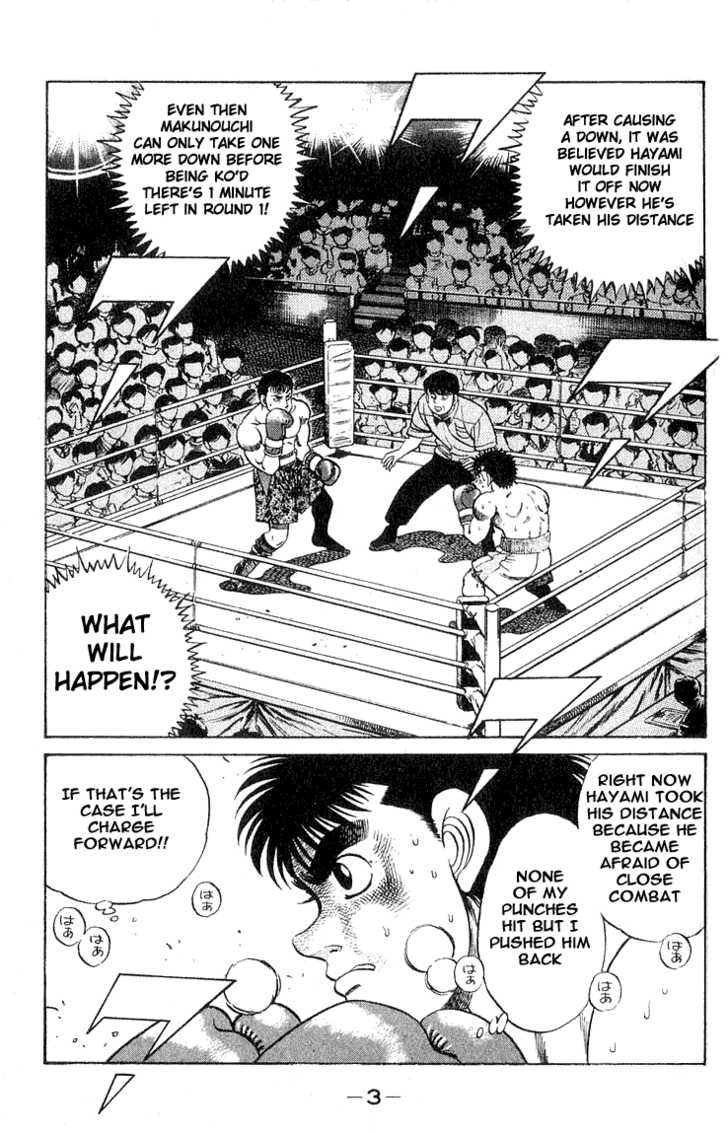 AFTER CAUSING
A DOWN, IT WAS
BELIEVED HAYAMI
WOULD FINISH
IT OFF NOW
HOWEVER HE'S
TAKEN HIS DISTANCE
EVEN THEN
MAKUNOUCHI
CAN ONLY TAKE ONE
MORE DOWN BEFORE
BEING KO'D
THERE'S 1 MINUTE
LEFT IN ROUND 1!
WHAT
WILL
HAPPEN!?
RIGHT NOW
HAYAMI TOOK
HIS DISTANCE
BECAUSE HE
BECAME
AFRAID OF
CLOSE
COMBAT
NONE
OF MY
PUNCHES
HIT BUT I
PUSHED HIM
BACK
IF THAT'S THE
CASE I'LL
CHARGE
FORWARD!!
はぁ
はぁ
はぁ
はぁ
はぁ
はぁ
—3—